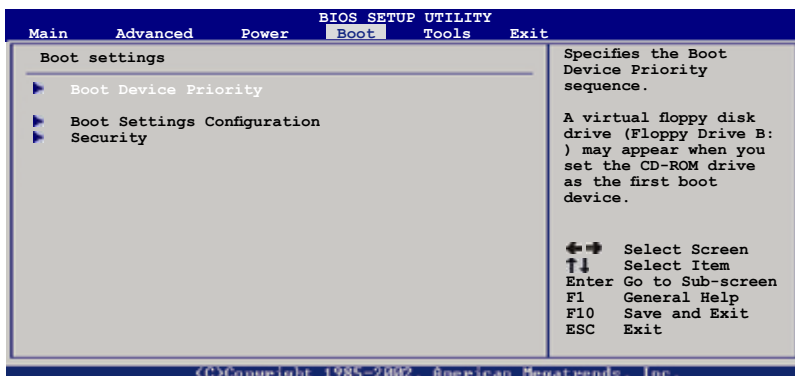 BIOS SETUP UTILITY
Main Advanced Power Boot Tools Exit
Boot settings
Boot Device Priority
Boot Settings Configuration
Security
Specifies the Boot
Device Priority
sequence.
A virtual floppy disk
drive (Floppy Drive B:
) may appear when you
set the CD-ROM drive
as the first boot
device.
Select Screen
Select Item
Enter Go to Sub-screen
F1 General Help
F10 Save and Exit
ESC Exit
(C)Copyright 1985-2002, American Megatrends, Inc.